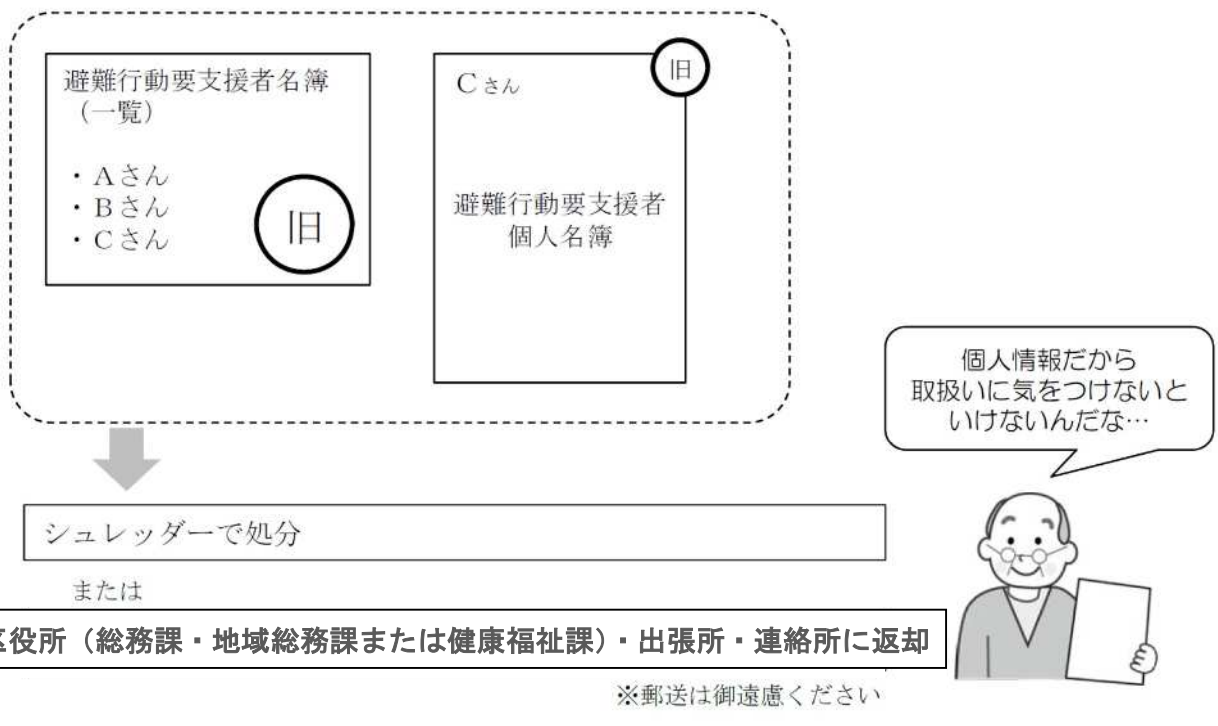 避難行動要支援者名簿
(一覧)
・Aさん
・Bさん
・Cさん
旧
Cさん
旧
避難行動要支援者
個人名簿
個人情報だから
取扱いに気をつけないと
いけないんだな…
シュレッダーで処分
または
区役所(総務課・地域総務課または健康福祉課)・出張所・連絡所に返却
※郵送は御遠慮ください